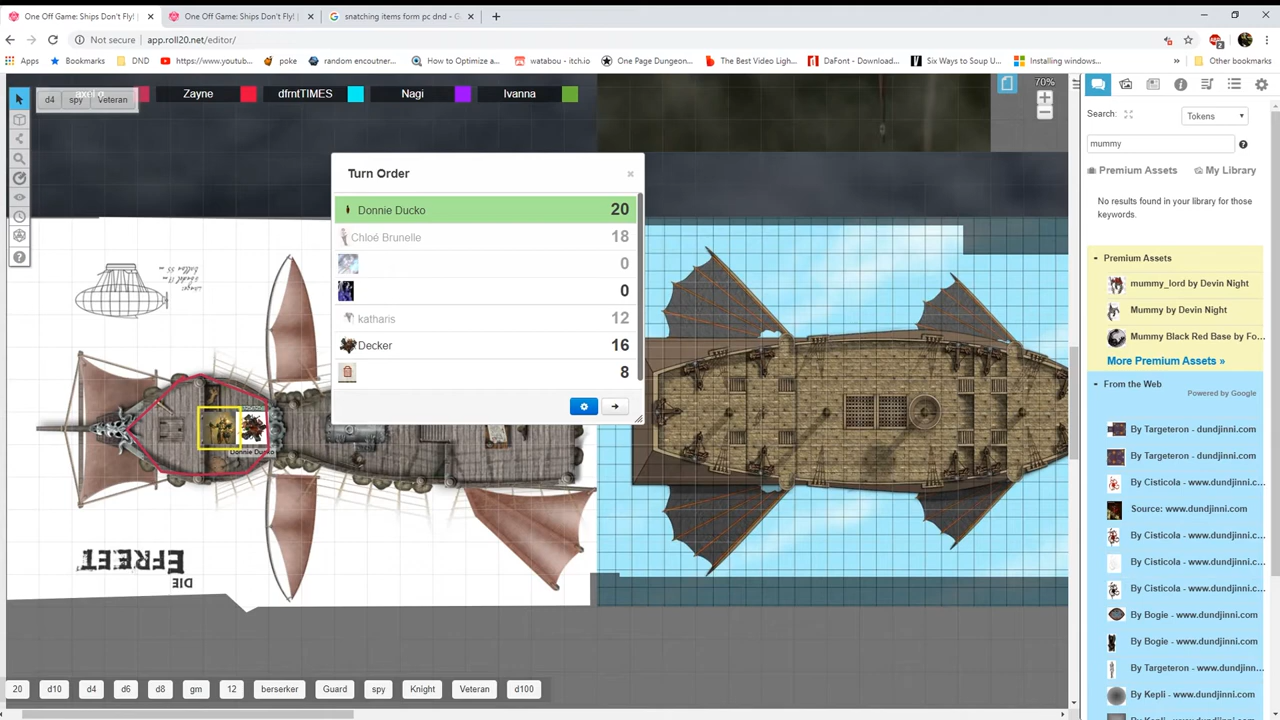 One Off Game: Ships Don't Fly! |
One Off Game: Ships Don't Fly! |
snatching items form pc dnd - G
Not secure | app.roll20.net/editor/
Apps Bookmarks DND https://www.youtub... poke random encoutner... How to Optimize a... watabou - itch.io One Page Dungeon... The Best Video Ligh... DaFont - Downloa... Six Ways to Soup U... Installing windows... » Other bookmarks
d4 spy Veteran
Zayne dfrntTIMES Nagi Ivanna
70%
Turn Order
Donnie Ducko 20
Chloé Brunelle 18
0
0
katharis 12
Decker 16
8
Donnie Ducko
EFREET
DIE
20 d10 d4 d6 d8 gm 12 berserker Guard spy Knight Veteran d100
Search: Tokens
mummy
Premium Assets My Library
No results found in your library for those
keywords.
Premium Assets
mummy_lord by Devin Night
Mummy by Devin Night
Mummy Black Red Base by Fo...
More Premium Assets »
From the Web
Powered by Google
By Targeteron - dundjinni.com
By Targeteron - dundjinni.com
By Cisticola - www.dundjinni.c...
Source: www.dundjinni.com
By Cisticola - www.dundjinni.c...
By Cisticola - www.dundjinni.c...
By Cisticola - www.dundjinni.c...
By Bogie - www.dundjinni.com
By Bogie - www.dundjinni.com
By Targeteron - www.dundjinn...
By Kepli - www.dundjinni.com
By Kepli - www.dundjinni.com